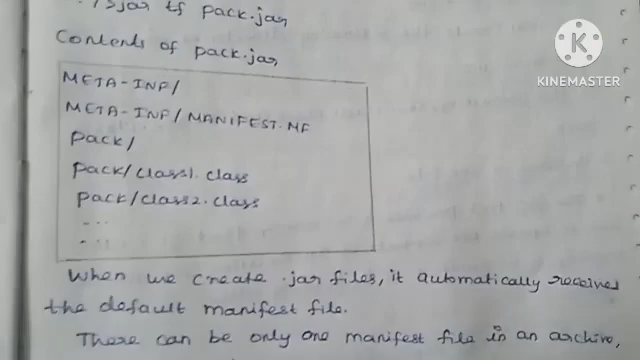 jar tf pack.jar
Contents of pack.jar
META-INF/
META-INF/MANIFEST.MF
pack/
pack/class1.class
pack/class2.class
...
...
When we create .jar files, it automatically receives
the default manifest file.
There can be only one manifest file in an archive,
K
KINEMASTER